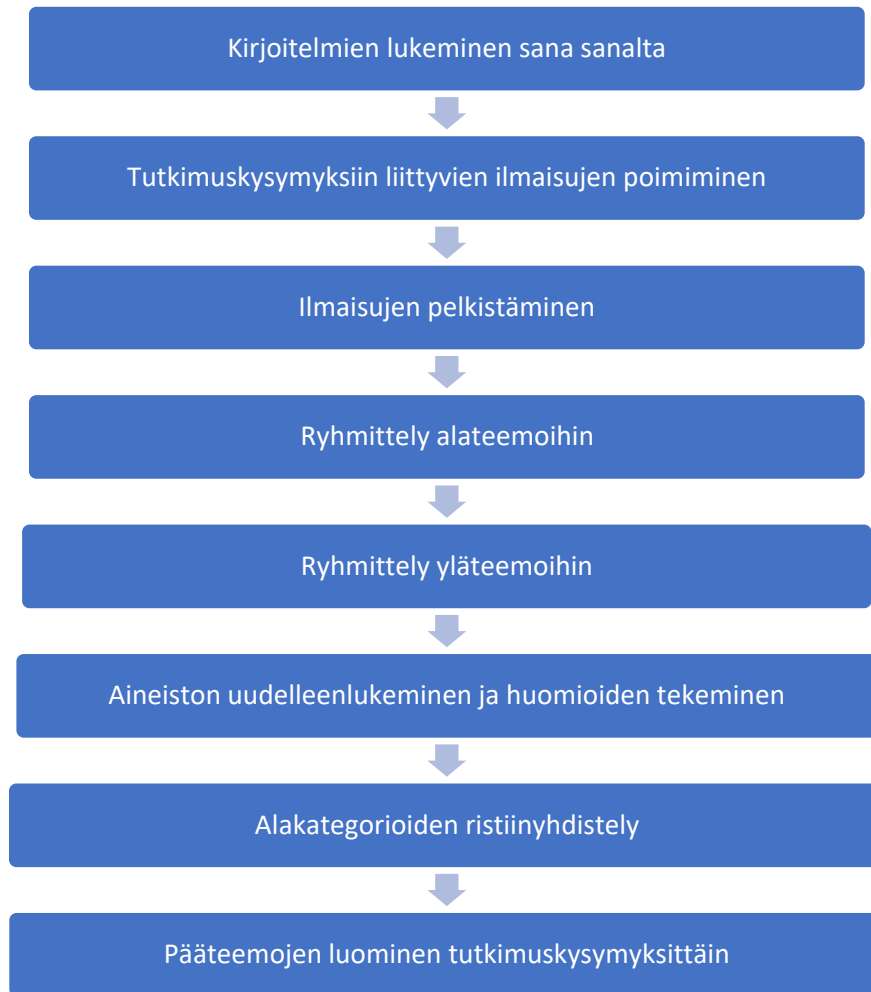 Kirjoitelmien lukeminen sana sanalta
Tutkimuskysymyksiin liittyvien ilmaisujen poimiminen
Ilmaisujen pelkistäminen
Ryhmittely alateemoihin
Ryhmittely yläteemoihin
Aineiston uudelleenlukeminen ja huomioiden tekeminen
Alakategorioiden ristiinyhdistely
Pääteemojen luominen tutkimuskysymyksittäin